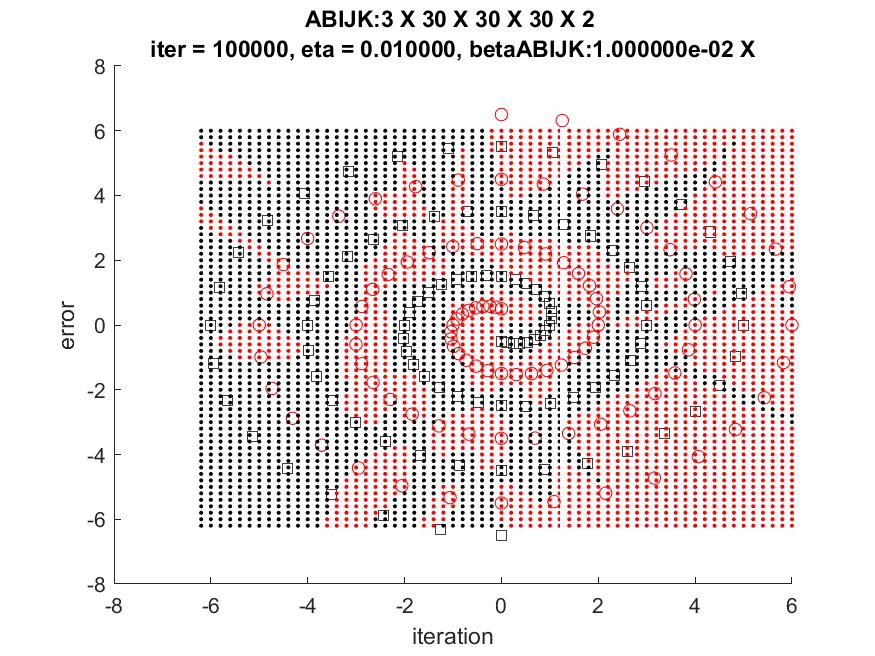 ABIJK:3 X 30 X 30 X 30 X 2
iter = 100000, eta = 0.010000, betaABIJK:1.000000e-02 X
8
6
4
2
0
-2
-4
-6
-8
error
-8 -6 -4 -2 0 2 4 6
iteration